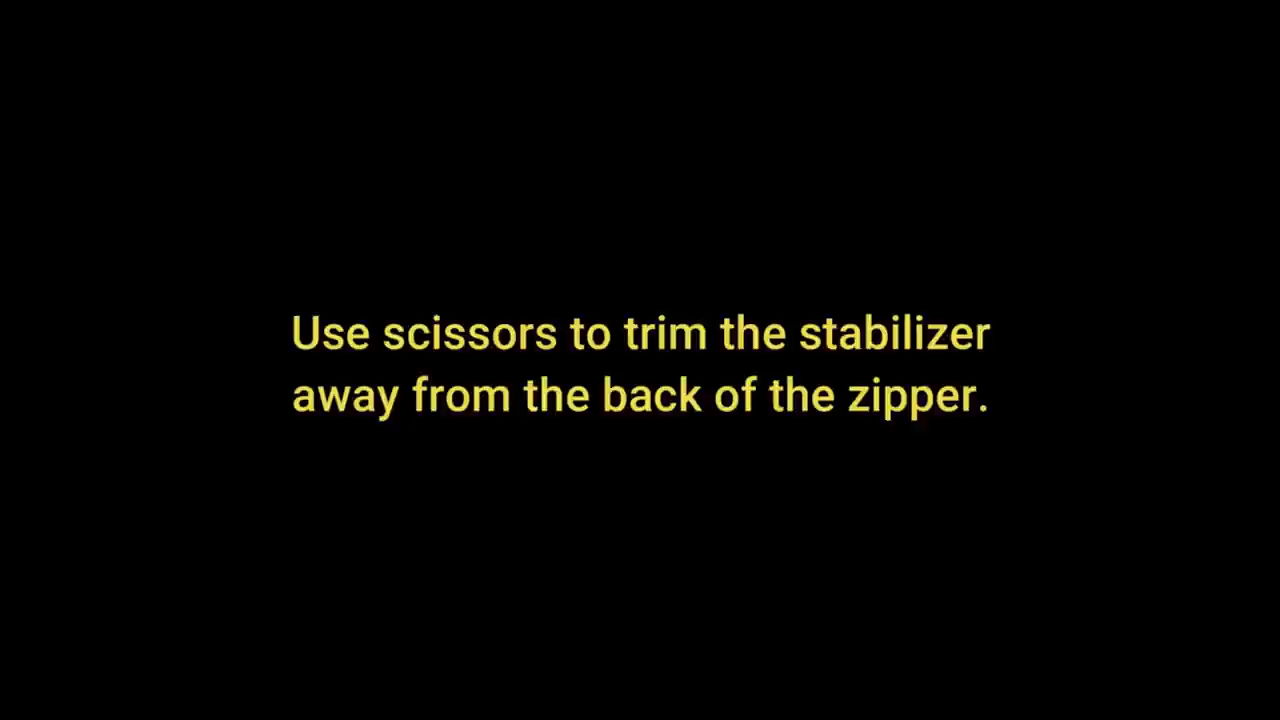 Use scissors to trim the stabilizer
away from the back of the zipper.